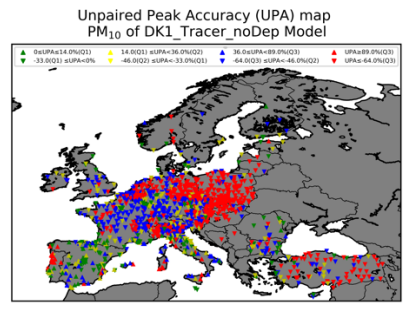 Unpaired Peak Accuracy (UPA) map
PM₁₀ of DK1_Tracer_noDep Model
0≤UPA≤14.0%(Q1) 14.0(Q1)≤UPA<36.0%(Q2) 36.0≤UPA<89.0%(Q3) UPA≥89.0%(Q3)
-33.0(Q1) ≤UPA<0% -46.0(Q2) ≤UPA<-33.0%(Q1) -64.0(Q3) ≤UPA<-46.0%(Q2) UPA≤-64.0%(Q3)